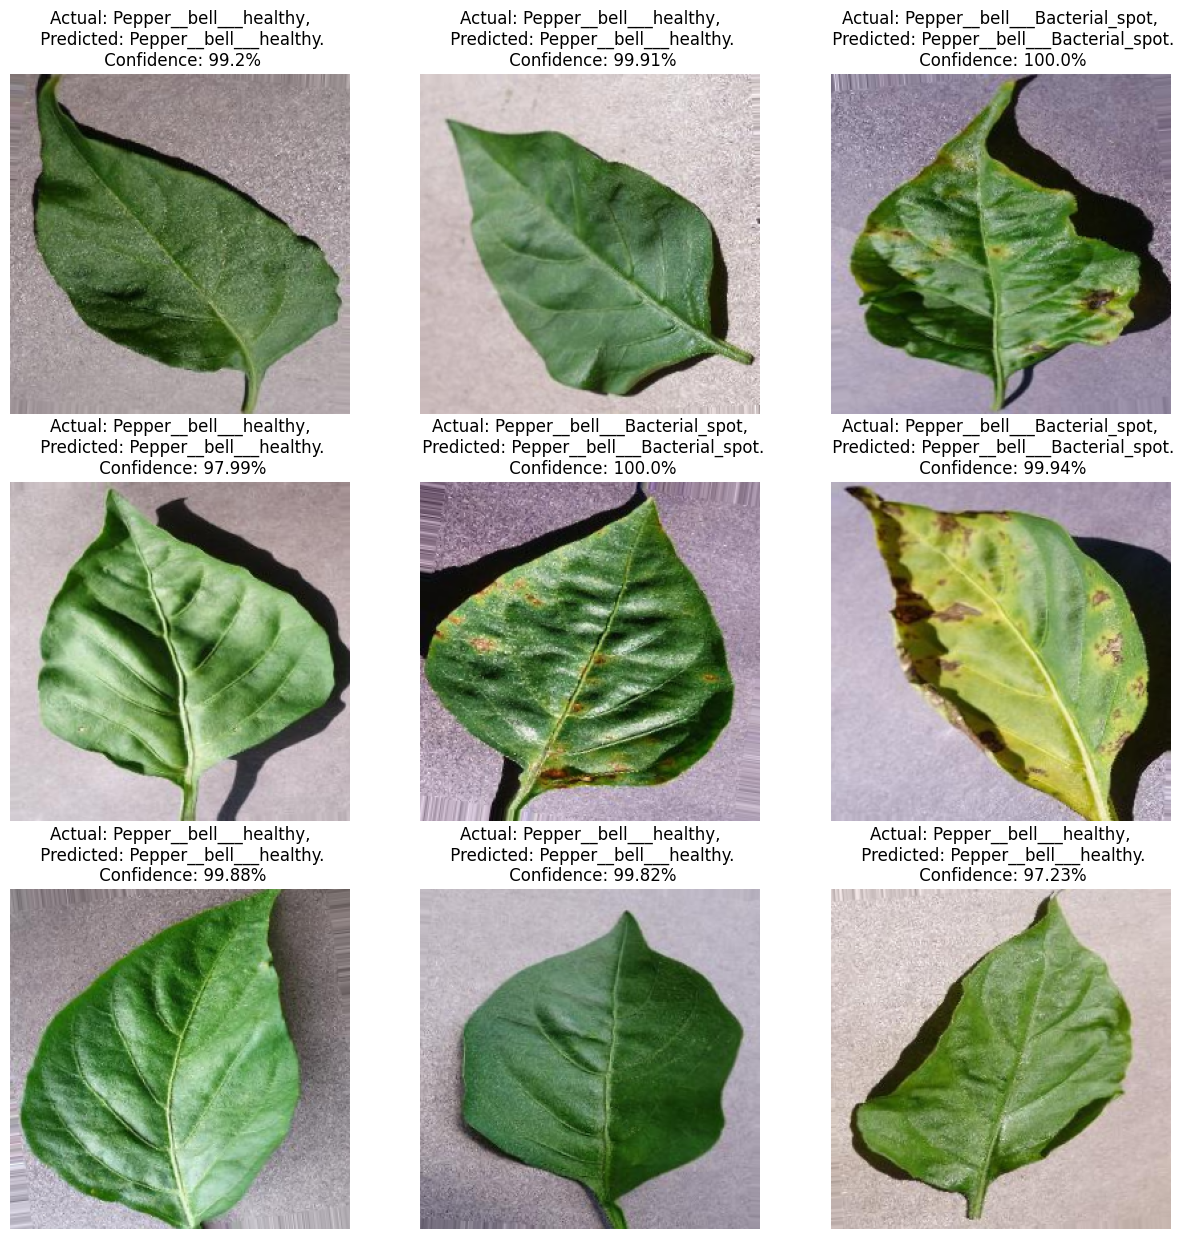 Actual: Pepper__bell___healthy,
Predicted: Pepper__bell___healthy.
Confidence: 99.2%
Actual: Pepper__bell___healthy,
Predicted: Pepper__bell___healthy.
Confidence: 99.91%
Actual: Pepper__bell___Bacterial_spot,
Predicted: Pepper__bell___Bacterial_spot.
Confidence: 100.0%
Actual: Pepper__bell___healthy,
Predicted: Pepper__bell___healthy.
Confidence: 97.99%
Actual: Pepper__bell___Bacterial_spot,
Predicted: Pepper__bell___Bacterial_spot.
Confidence: 100.0%
Actual: Pepper__bell___Bacterial_spot,
Predicted: Pepper__bell___Bacterial_spot.
Confidence: 99.94%
Actual: Pepper__bell___healthy,
Predicted: Pepper__bell___healthy.
Confidence: 99.88%
Actual: Pepper__bell___healthy,
Predicted: Pepper__bell___healthy.
Confidence: 99.82%
Actual: Pepper__bell___healthy,
Predicted: Pepper__bell___healthy.
Confidence: 97.23%